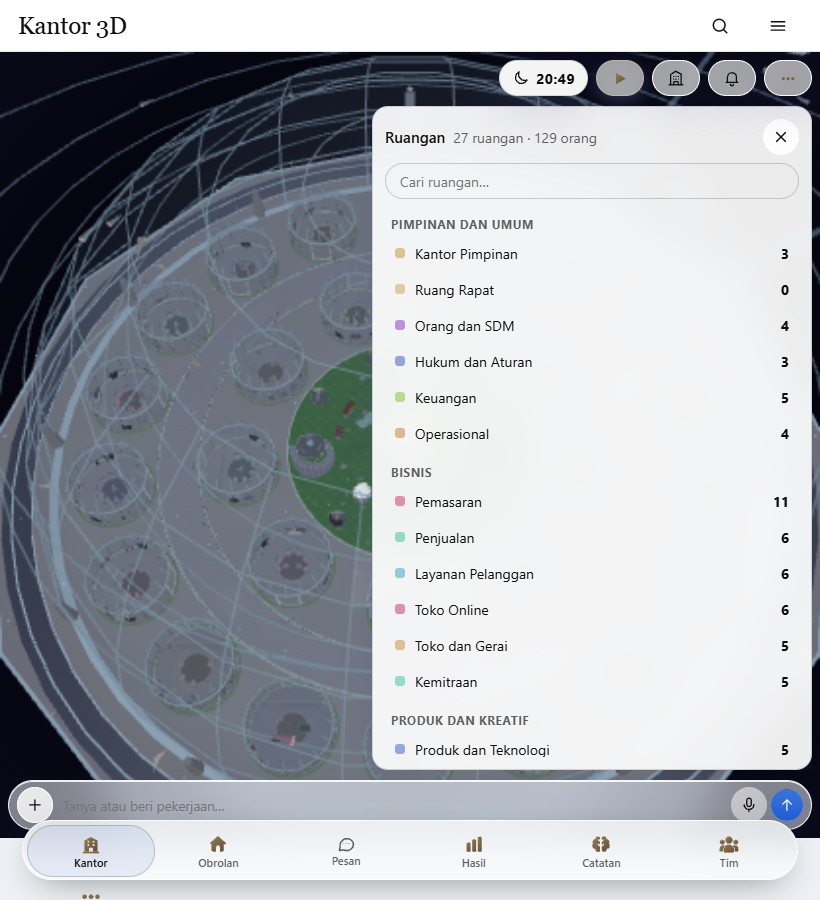 Kantor 3D
20:49
Ruangan 27 ruangan · 129 orang
Cari ruangan...
PIMPINAN DAN UMUM
Kantor Pimpinan 3
Ruang Rapat 0
Orang dan SDM 4
Hukum dan Aturan 3
Keuangan 5
Operasional 4
BISNIS
Pemasaran 11
Penjualan 6
Layanan Pelanggan 6
Toko Online 6
Toko dan Gerai 5
Kemitraan 5
PRODUK DAN KREATIF
Produk dan Teknologi 5
Tanya atau beri pekerjaan...
Kantor Obrolan Pesan Hasil Catatan Tim